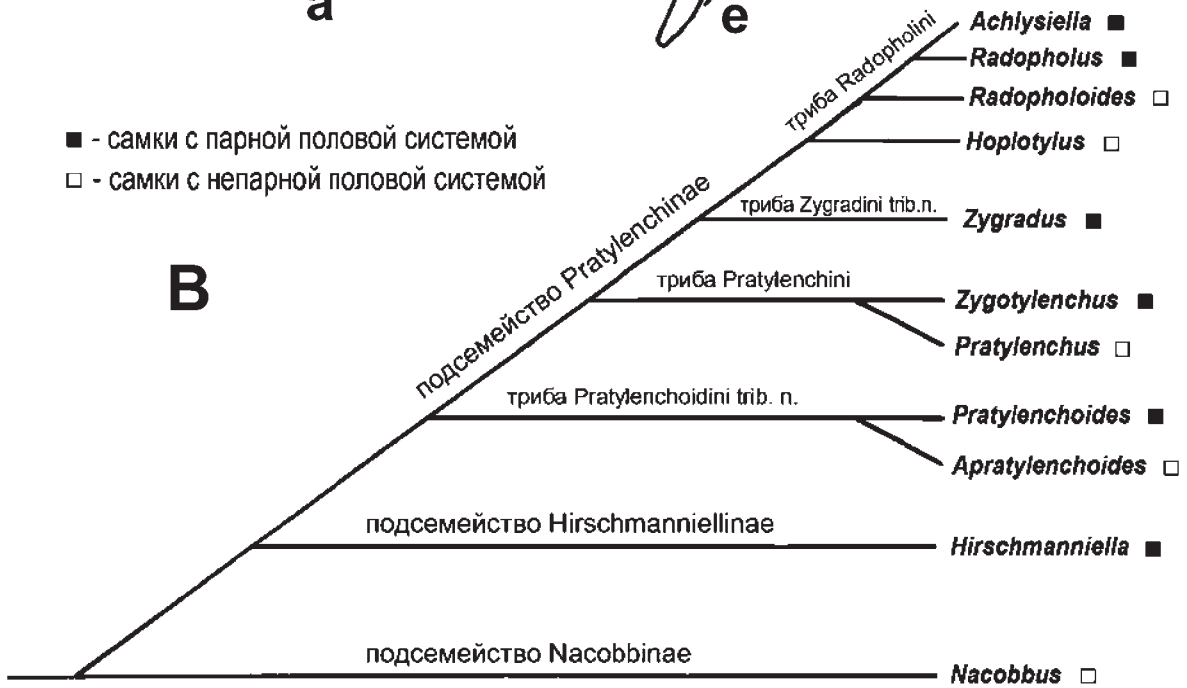 a
e
Achlysiella ■
триба Radopholini
Radopholus ■
Radopholoides □
■ - самки с парной половой системой
Hoplotylus □
□ - самки с непарной половой системой
триба Zygradini trib.n.
Zygradus ■
подсемейство Pratylenchinae
B
триба Pratylenchini
Zygotylenchus ■
Pratylenchus □
триба Pratylenchoidini trib. n.
Pratylenchoides ■
Apratylenchoides □
подсемейство Hirschmanniellinae
Hirschmanniella ■
подсемейство Nacobbinae
Nacobbus □